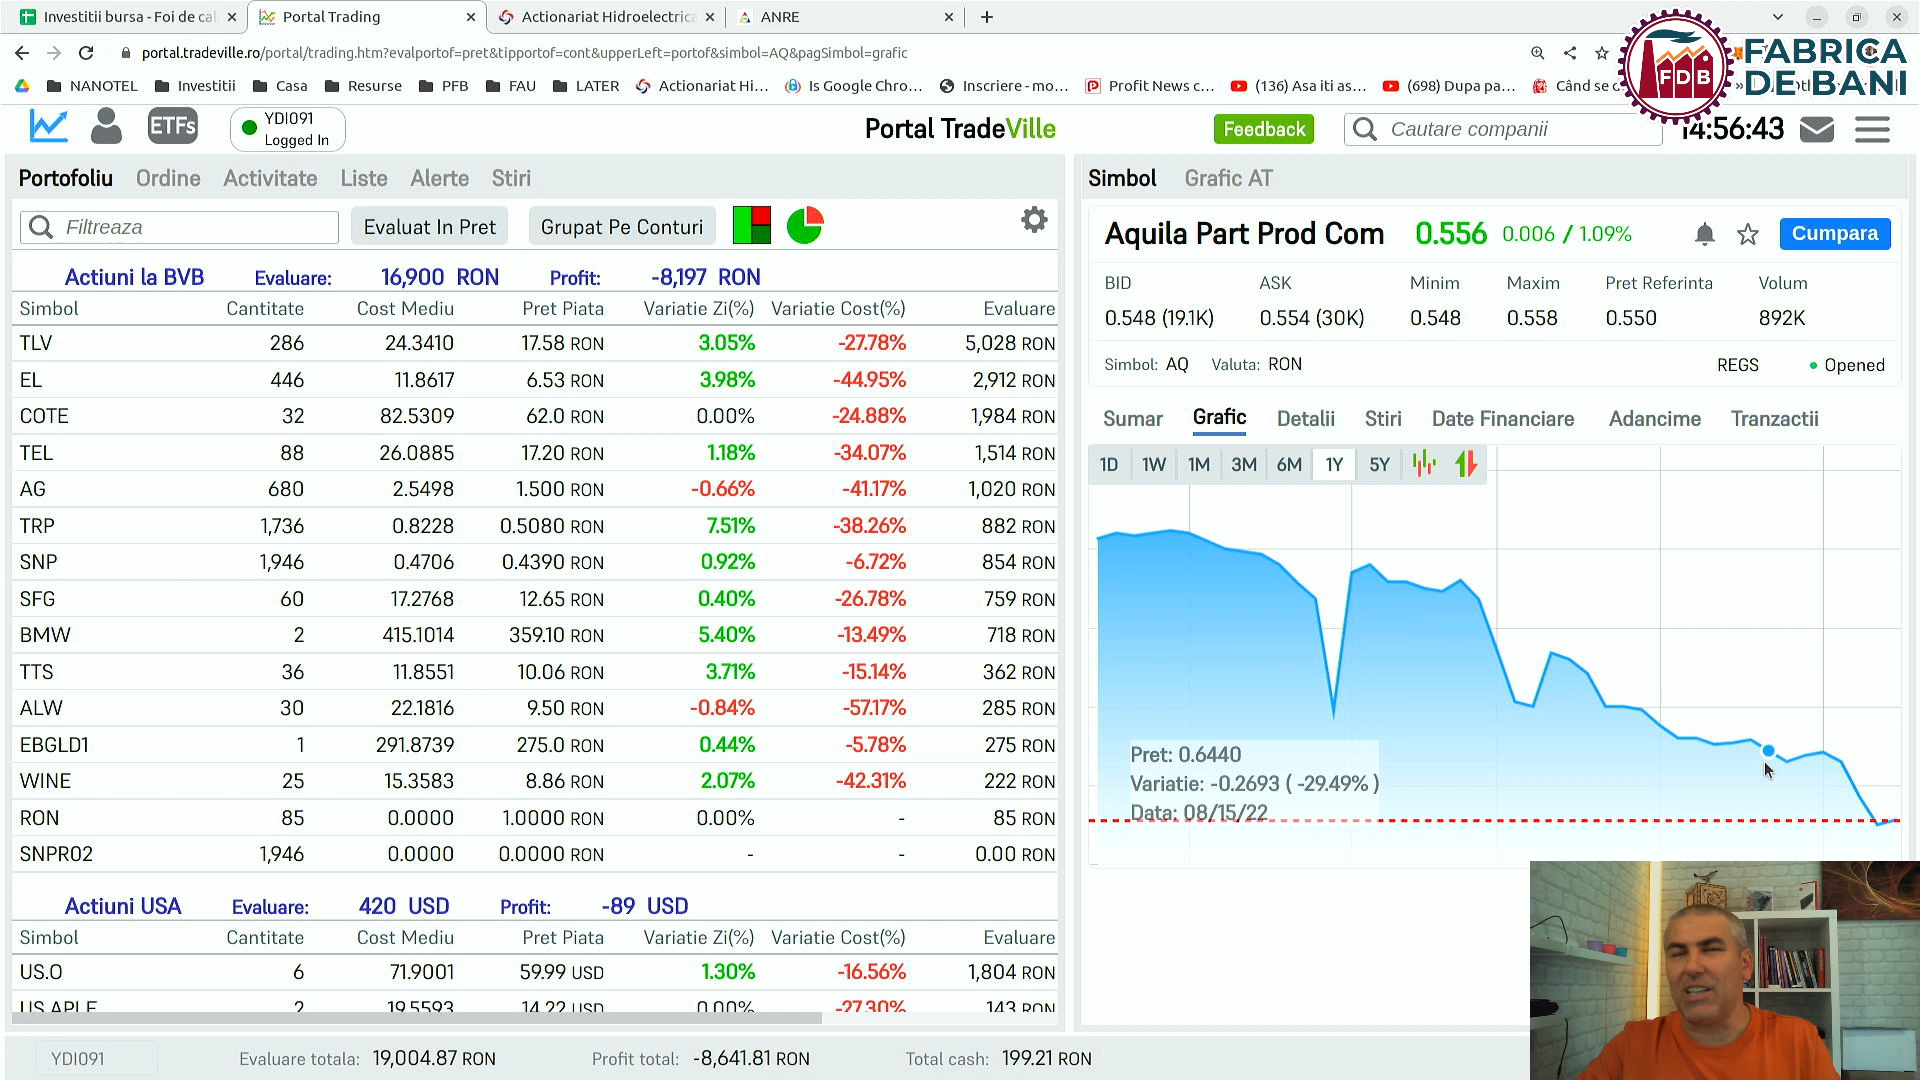 Investitii bursa - Foi de cal
Portal Trading
Actionariat Hidroelectrica
ANRE
portal.tradeville.ro/portal/trading.htm?evalportof=pret&tipportof=cont&upperLeft=portof&simbol=AQ&pagSimbol=grafic
NANOTEL Investitii Casa Resurse PFB FAU LATER Actionariat Hi... Is Google Chro... Inscriere - mo... Profit News c... (136) Asa iti as... (698) Dupa pa... Când se
FDB
FABRICA
DE BANI
ETFs
YDI091
Logged In
Portal TradeVille
Feedback
Cautare companii
14:56:43
Portofoliu Ordine Activitate Liste Alerte Stiri
Filtreaza
Evaluat In Pret
Grupat Pe Conturi
Actiuni la BVB Evaluare: 16,900 RON Profit: -8,197 RON
Simbol Cantitate Cost Mediu Pret Piata Variatie Zi(%) Variatie Cost(%) Evaluare
TLV 286 24.3410 17.58 RON 3.05% -27.78% 5,028 RON
EL 446 11.8617 6.53 RON 3.98% -44.95% 2,912 RON
COTE 32 82.5309 62.0 RON 0.00% -24.88% 1,984 RON
TEL 88 26.0885 17.20 RON 1.18% -34.07% 1,514 RON
AG 680 2.5498 1.500 RON -0.66% -41.17% 1,020 RON
TRP 1,736 0.8228 0.5080 RON 7.51% -38.26% 882 RON
SNP 1,946 0.4706 0.4390 RON 0.92% -6.72% 854 RON
SFG 60 17.2768 12.65 RON 0.40% -26.78% 759 RON
BMW 2 415.1014 359.10 RON 5.40% -13.49% 718 RON
TTS 36 11.8551 10.06 RON 3.71% -15.14% 362 RON
ALW 30 22.1816 9.50 RON -0.84% -57.17% 285 RON
EBGLD1 1 291.8739 275.0 RON 0.44% -5.78% 275 RON
WINE 25 15.3583 8.86 RON 2.07% -42.31% 222 RON
RON 85 0.0000 1.0000 RON 0.00% - 85 RON
SNPR02 1,946 0.0000 0.0000 RON - - 0.00 RON
Actiuni USA Evaluare: 420 USD Profit: -89 USD
Simbol Cantitate Cost Mediu Pret Piata Variatie Zi(%) Variatie Cost(%) Evaluare
US.O 6 71.9001 59.99 USD 1.30% -16.56% 1,804 RON
US.APLE 2 19.5593 14.22 USD 0.00% -27.30% 143 RON
YDI091 Evaluare totala: 19,004.87 RON Profit total: -8,641.81 RON Total cash: 199.21 RON
Simbol Grafic AT
Aquila Part Prod Com 0.556 0.006 / 1.09% Cumpara
BID ASK Minim Maxim Pret Referinta Volum
0.548 (19.1K) 0.554 (30K) 0.548 0.558 0.550 892K
Simbol: AQ Valuta: RON REGS Opened
Sumar Grafic Detalii Stiri Date Financiare Adancime Tranzactii
1D 1W 1M 3M 6M 1Y 5Y
Pret: 0.6440
Variatie: -0.2693 ( -29.49% )
Data: 08/15/22